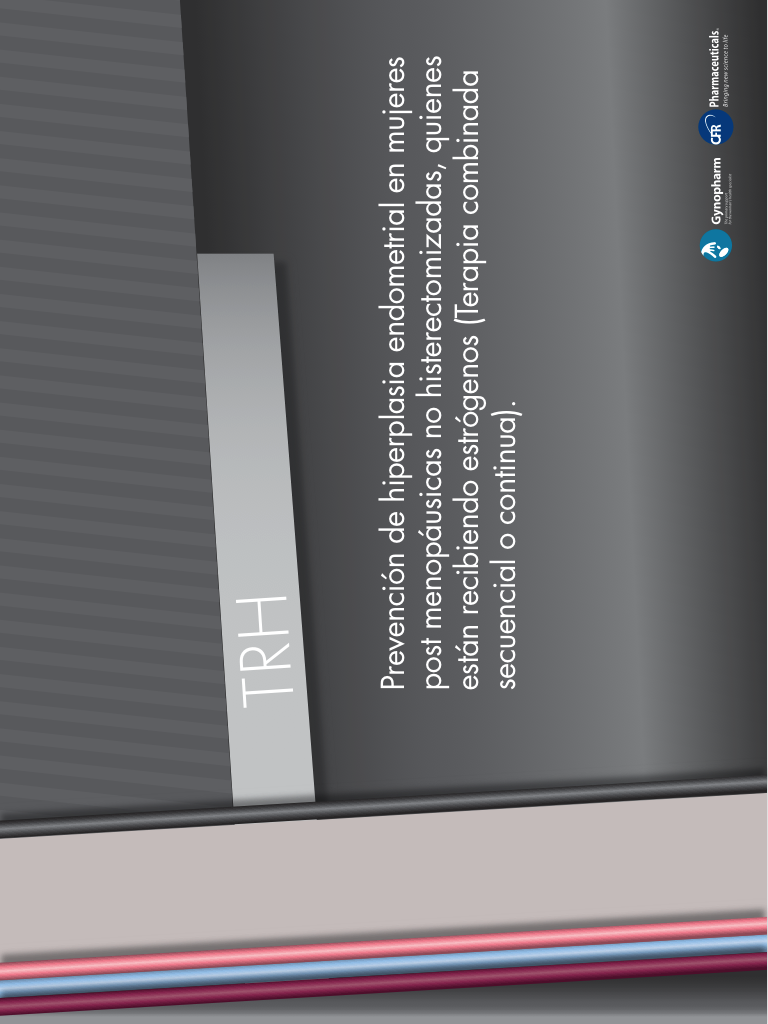 TRH
Prevención de hiperplasia endometrial en mujeres
post menopáusicas no histerectomizadas, quienes
están recibiendo estrógenos (Terapia combinada
secuencial o continua).
Gynopharm
CFR Pharmaceuticals.
Bringing new science to life